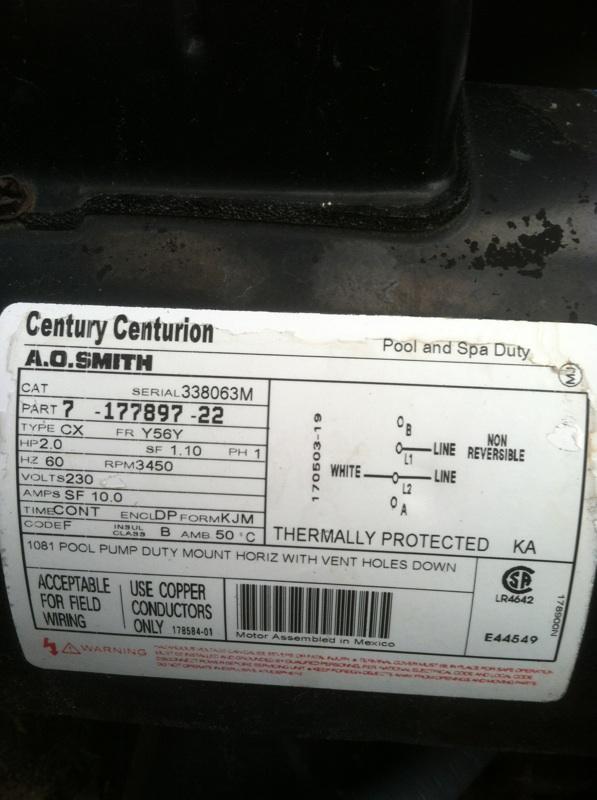 Century Centurion
A.O.SMITH
Pool and Spa Duty
MJ
CAT SERIAL 338063M
PART 7 -177897 -22
TYPE CX FR Y56Y
HP 2.0 SF 1.10 PH 1
HZ 60 RPM 3450
VOLTS 230
AMPS SF 10.0
TIME CONT ENCL DP FORM KJM
CODE F INSUL CLASS B AMB 50 °C
170503-19
B
L1 LINE
NON REVERSIBLE
WHITE L2 LINE
A
THERMALLY PROTECTED KA
1081 POOL PUMP DUTY MOUNT HORIZ WITH VENT HOLES DOWN
ACCEPTABLE
FOR FIELD
WIRING
USE COPPER
CONDUCTORS
ONLY 178584-01
Motor Assembled in Mexico
SA
LR4642
E44549
178900N
WARNING